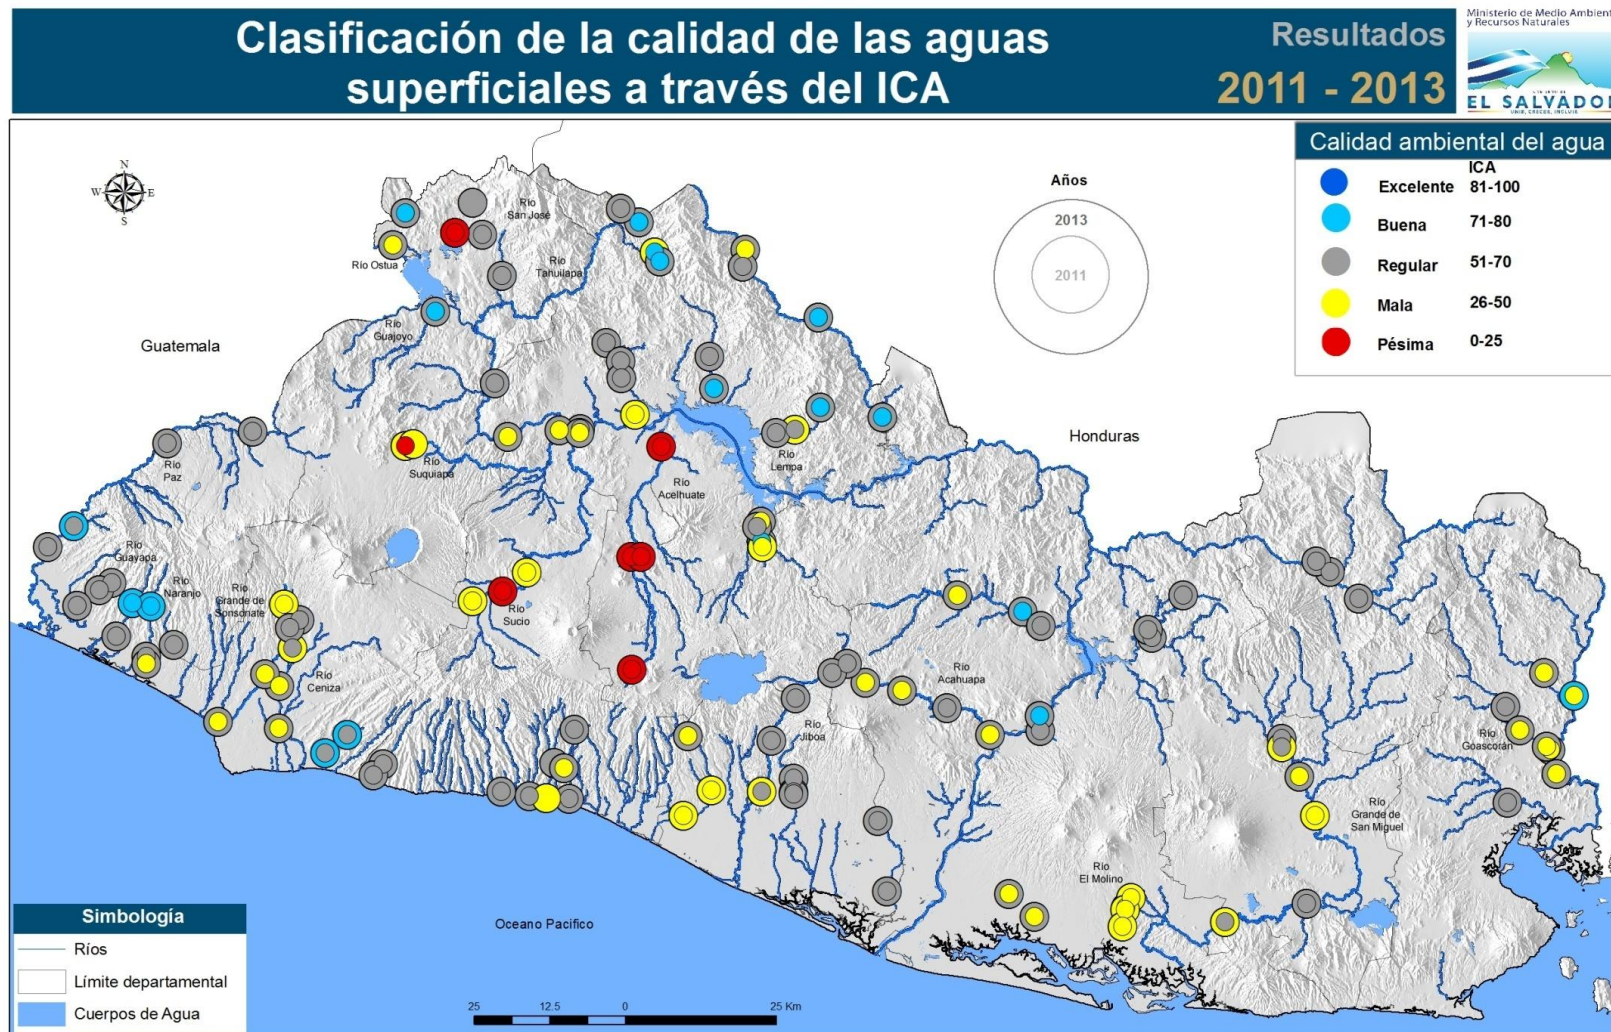 Clasificación de la calidad de las aguas
superficiales a través del ICA
Resultados
2011 - 2013
Ministerio de Medio Ambient
y Recursos Naturales
EL SALVADOR
UNIR, CRECER, INCLUIR
Calidad ambiental del agua
ICA
Excelente 81-100
Buena 71-80
Regular 51-70
Mala 26-50
Pésima 0-25
Años
2013
2011
N
W E
S
Río
San José
Río Ostua
Río
Tahuilapa
Río
Guajoyo
Guatemala
Honduras
Río
Paz
Río
Suquiapa
Río
Lempa
Río
Acelhuate
Río
Guayapa
Río
Naranjo
Río
Grande de
Sonsonate
Río
Sucio
Río
Ceniza
Río
Acahuapa
Río
Jiboa
Río
Goascorán
Río
Grande de
San Miguel
Río
El Molino
Oceano Pacifico
Simbología
Ríos
Límite departamental
Cuerpos de Agua
25 12.5 0 25 Km